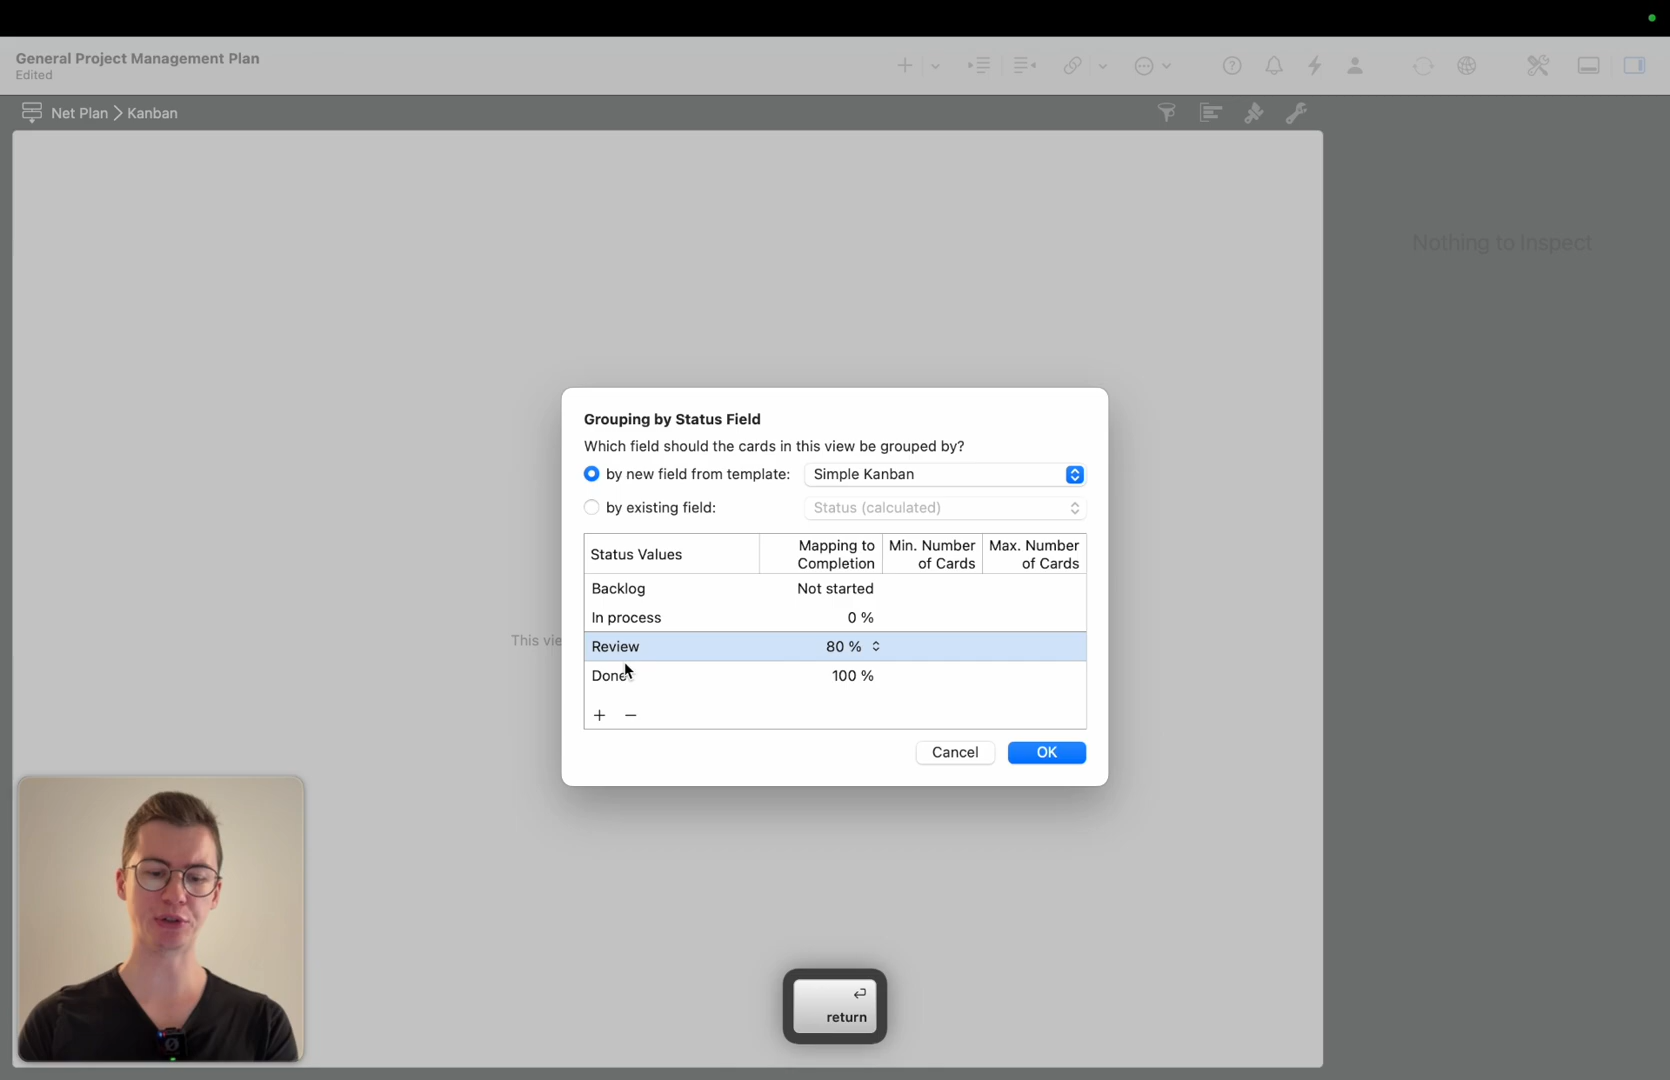 General Project Management Plan
Edited
Net Plan > Kanban
Nothing to Inspect
This vie
Grouping by Status Field
Which field should the cards in this view be grouped by?
by new field from template: Simple Kanban
by existing field: Status (calculated)
Status Values
Mapping to Completion
Min. Number of Cards
Max. Number of Cards
Backlog Not started
In process 0 %
Review 80 %
Done 100 %
+ −
Cancel OK
return